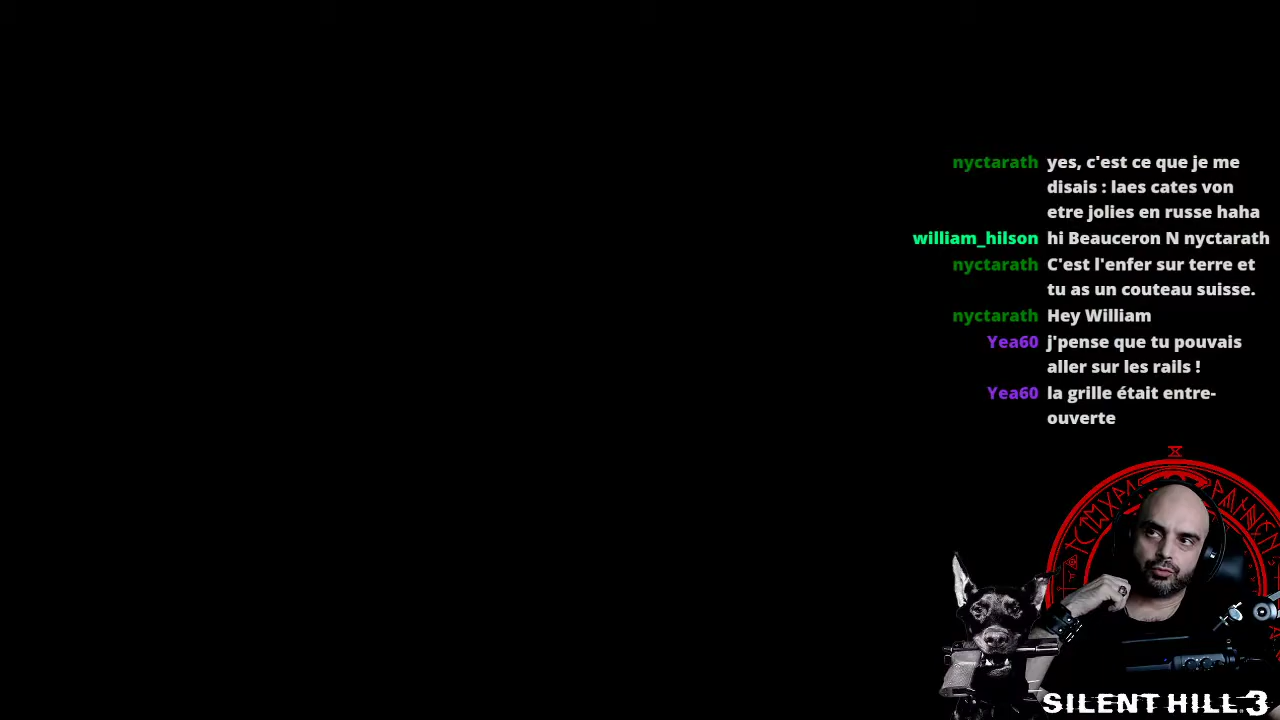 nyctarath yes, c'est ce que je me
disais : laes cates von
etre jolies en russe haha
william_hilson hi Beauceron N nyctarath
nyctarath C'est l'enfer sur terre et
tu as un couteau suisse.
nyctarath Hey William
Yea60 j'pense que tu pouvais
aller sur les rails !
Yea60 la grille était entre-
ouverte
SILENT HILL 3